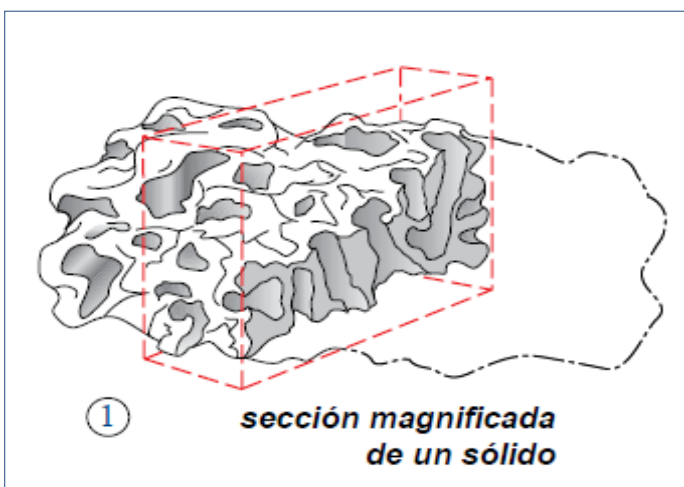 ① sección magnificada
de un sólido